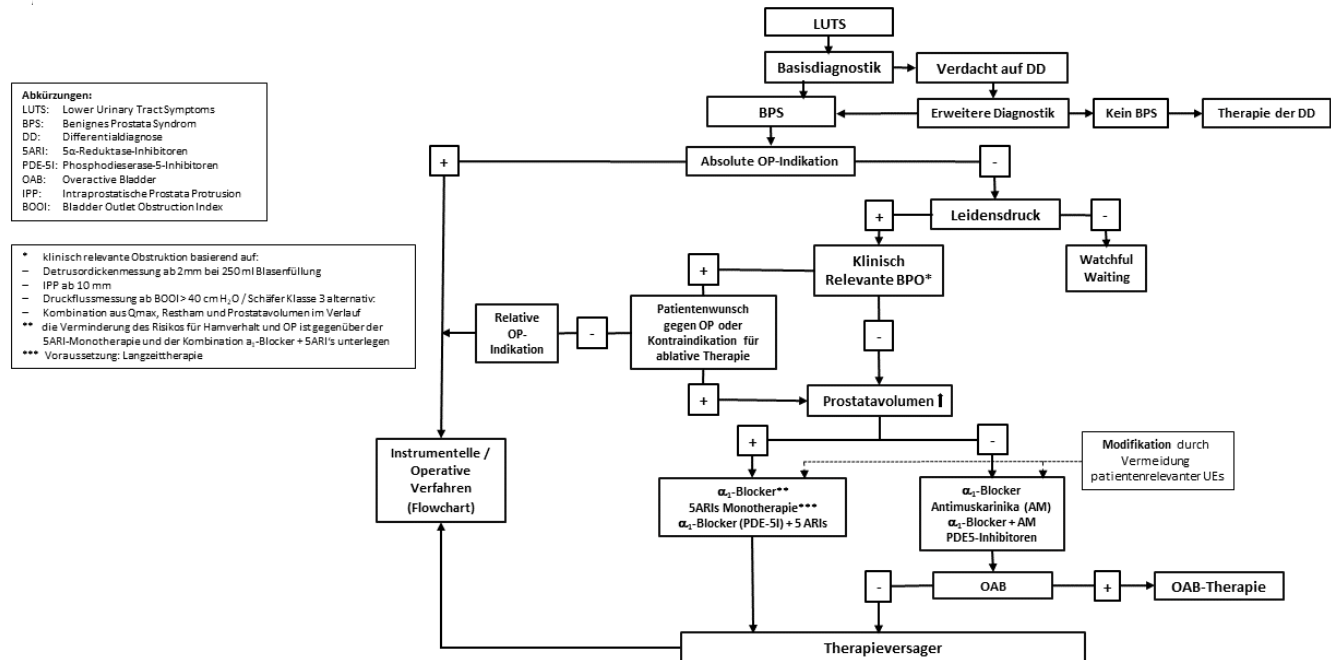 LUTS
Basisdiagnostik
Verdacht auf DD
BPS
Erweitere Diagnostik
Kein BPS
Therapie der DD
Abkürzungen:
LUTS: Lower Urinary Tract Symptoms
BPS: Benignes Prostata Syndrom
DD: Differentialdiagnose
5ARI: 5α-Reduktase-Inhibitoren
PDE-5I: Phosphodieserase-5-Inhibitoren
OAB: Overactive Bladder
IPP: Intraprostatische Prostata Protrusion
BOOI: Bladder Outlet Obstruction Index
+
Absolute OP-Indikation
-
+
Leidensdruck
-
* klinisch relevante Obstruktion basierend auf:
– Detrusordickenmessung ab 2mm bei 250 ml Blasenfüllung
– IPP ab 10 mm
– Druckflussmessung ab BOOI > 40 cm H₂O / Schäfer Klasse 3 alternativ:
– Kombination aus Qmax, Restharn und Prostatavolumen im Verlauf
** die Verminderung des Risikos für Harnverhalt und OP ist gegenüber der
5ARI-Monotherapie und der Kombination a₁-Blocker + 5ARI's unterlegen
*** Voraussetzung: Langzeittherapie
+
Klinisch
Relevante BPO*
Watchful
Waiting
Relative
OP-
Indikation
-
Patientenwunsch
gegen OP oder
Kontraindikation für
ablative Therapie
-
+
Prostatavolumen ⬆
+
-
Modifikation durch
Vermeidung
patientenrelevanter UEs
Instrumentelle /
Operative
Verfahren
(Flowchart)
α₁-Blocker**
5ARIs Monotherapie***
α₁-Blocker (PDE-5I) + 5 ARIs
α₁-Blocker
Antimuskarinika (AM)
α₁-Blocker + AM
PDE5-Inhibitoren
-
OAB
+
OAB-Therapie
Therapieversager